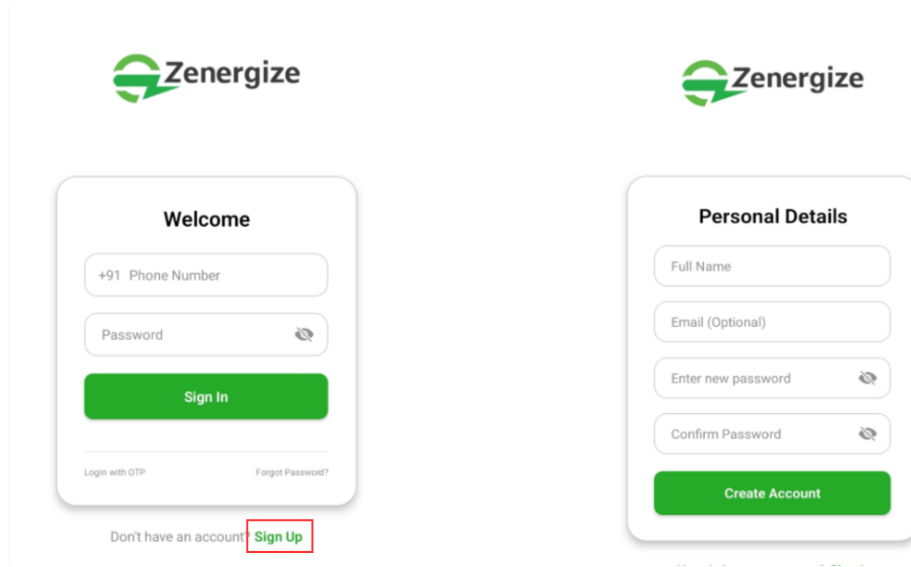 Zenergize
Welcome
+91 Phone Number
Password
Sign In
Login with OTP
Forgot Password?
Don't have an account? Sign Up
Zenergize
Personal Details
Full Name
Email (Optional)
Enter new password
Confirm Password
Create Account